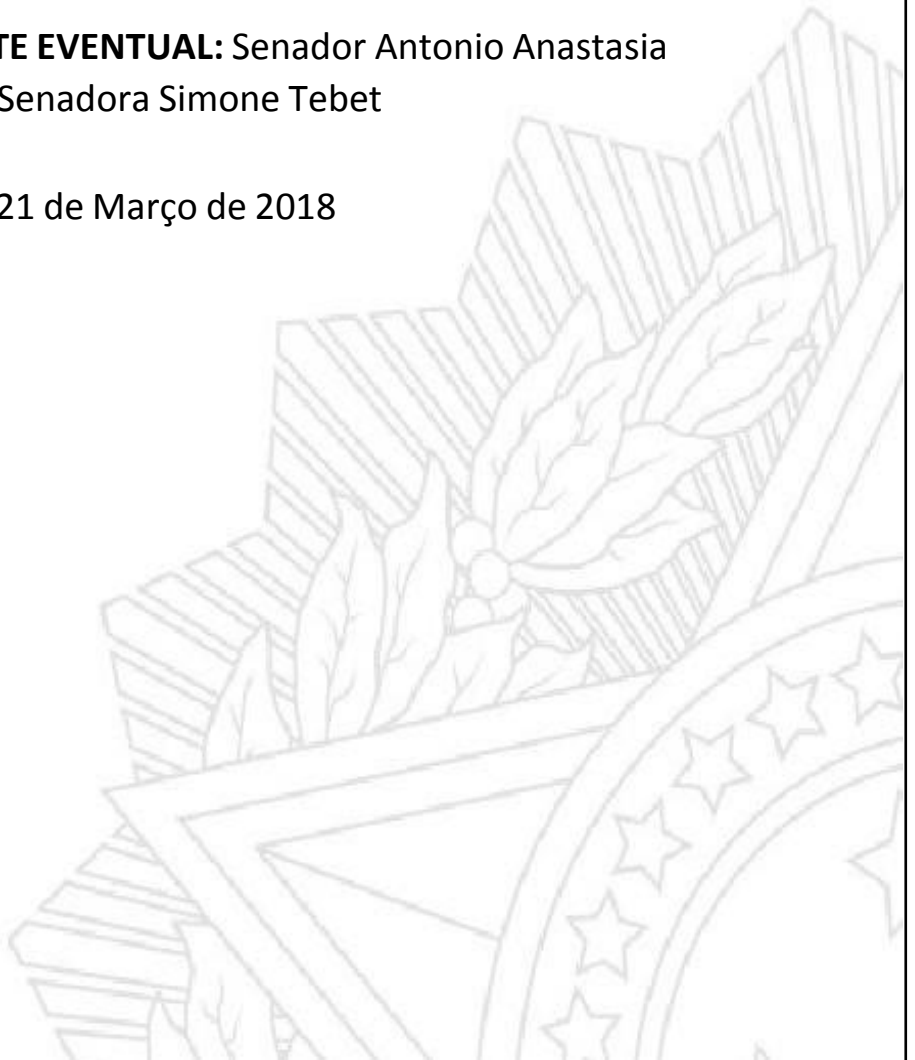 TE EVENTUAL: Senador Antonio Anastasia
Senadora Simone Tebet
21 de Março de 2018